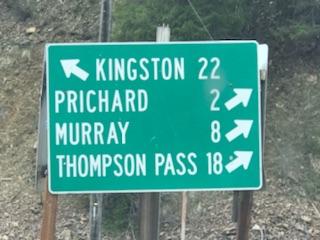 KINGSTON 22
PRICHARD 2
MURRAY 8
THOMPSON PASS 18